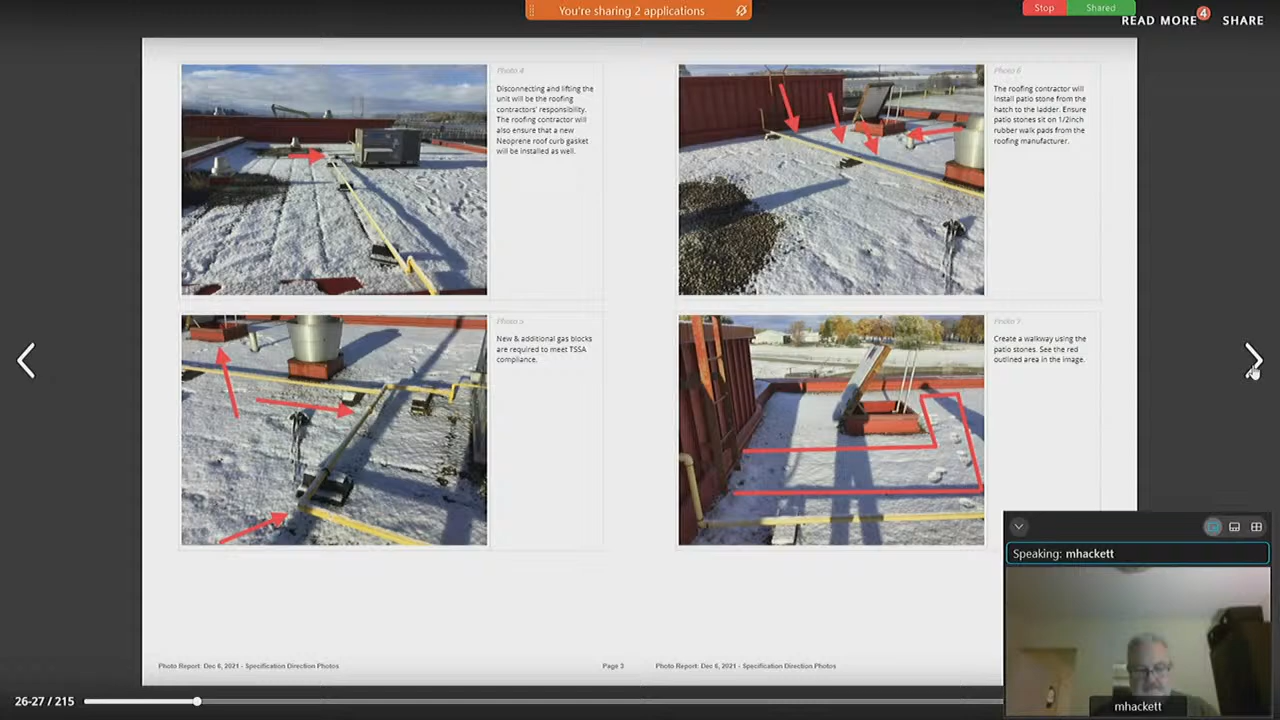 You're sharing 2 applications
Stop
Shared
READ MORE
4
SHARE
Photo 4
Disconnecting and lifting the
unit will be the roofing
contractors' responsibility.
The roofing contractor will
also ensure that a new
Neoprene roof curb gasket
will be installed as well.
Photo 5
New & additional gas blocks
are required to meet TSSA
compliance.
Photo Report: Dec 6, 2021 - Specification Direction Photos
Page 3
Photo 6
The roofing contractor will
install patio stone from the
hatch to the ladder. Ensure
patio stones sit on 1/2inch
rubber walk pads from the
roofing manufacturer.
Photo 7
Create a walkway using the
patio stones. See the red
outlined area in the image.
Photo Report: Dec 6, 2021 - Specification Direction Photos
Speaking: mhackett
mhackett
26-27 / 215